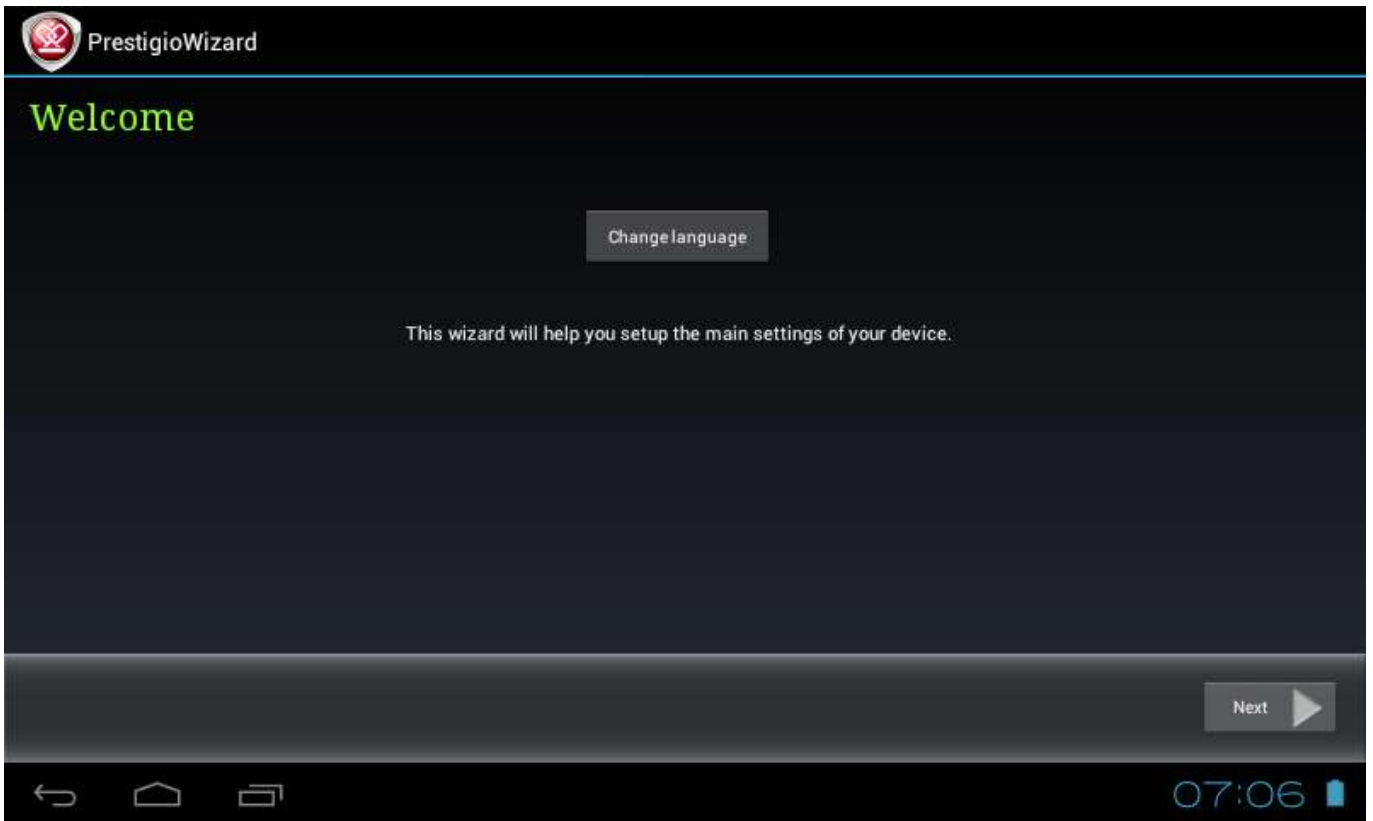 PrestigioWizard
Welcome
Change language
This wizard will help you setup the main settings of your device.
Next
07:06